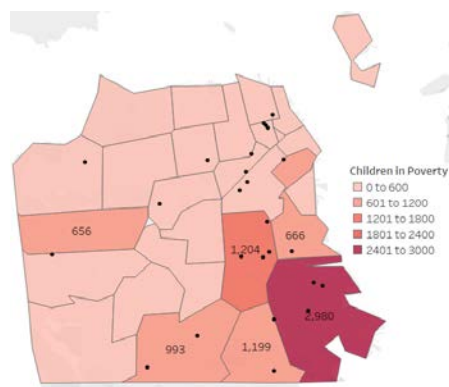 Children in Poverty
0 to 600
601 to 1200
1201 to 1800
1801 to 2400
2401 to 3000
656
1,204
666
2,980
993
1,199